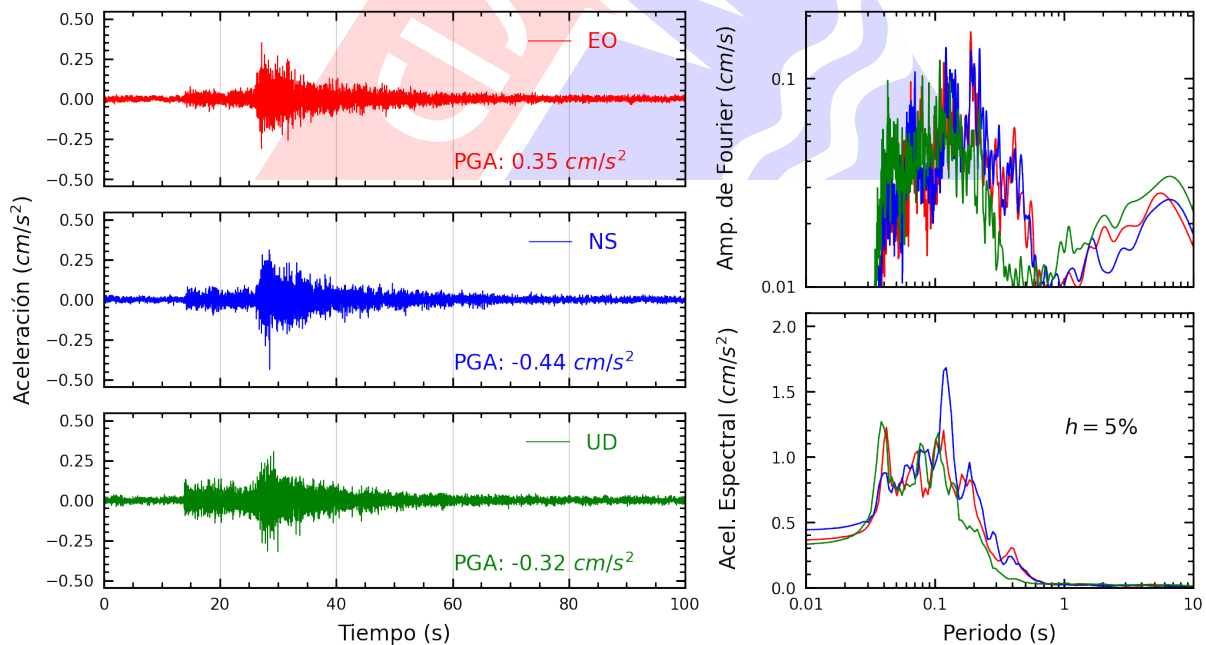 0.50
0.25
0.00
-0.25
-0.50
EO
PGA: 0.35 cm/s²
0.50
0.25
0.00
-0.25
-0.50
NS
PGA: -0.44 cm/s²
0.50
0.25
0.00
-0.25
-0.50
UD
PGA: -0.32 cm/s²
0 20 40 60 80 100
Tiempo (s)
Aceleración (cm/s²)
0.1
0.01
Amp. de Fourier (cm/s)
2.0
1.5
1.0
0.5
0.0
h = 5%
Acel. Espectral (cm/s²)
0.01 0.1 1 10
Periodo (s)